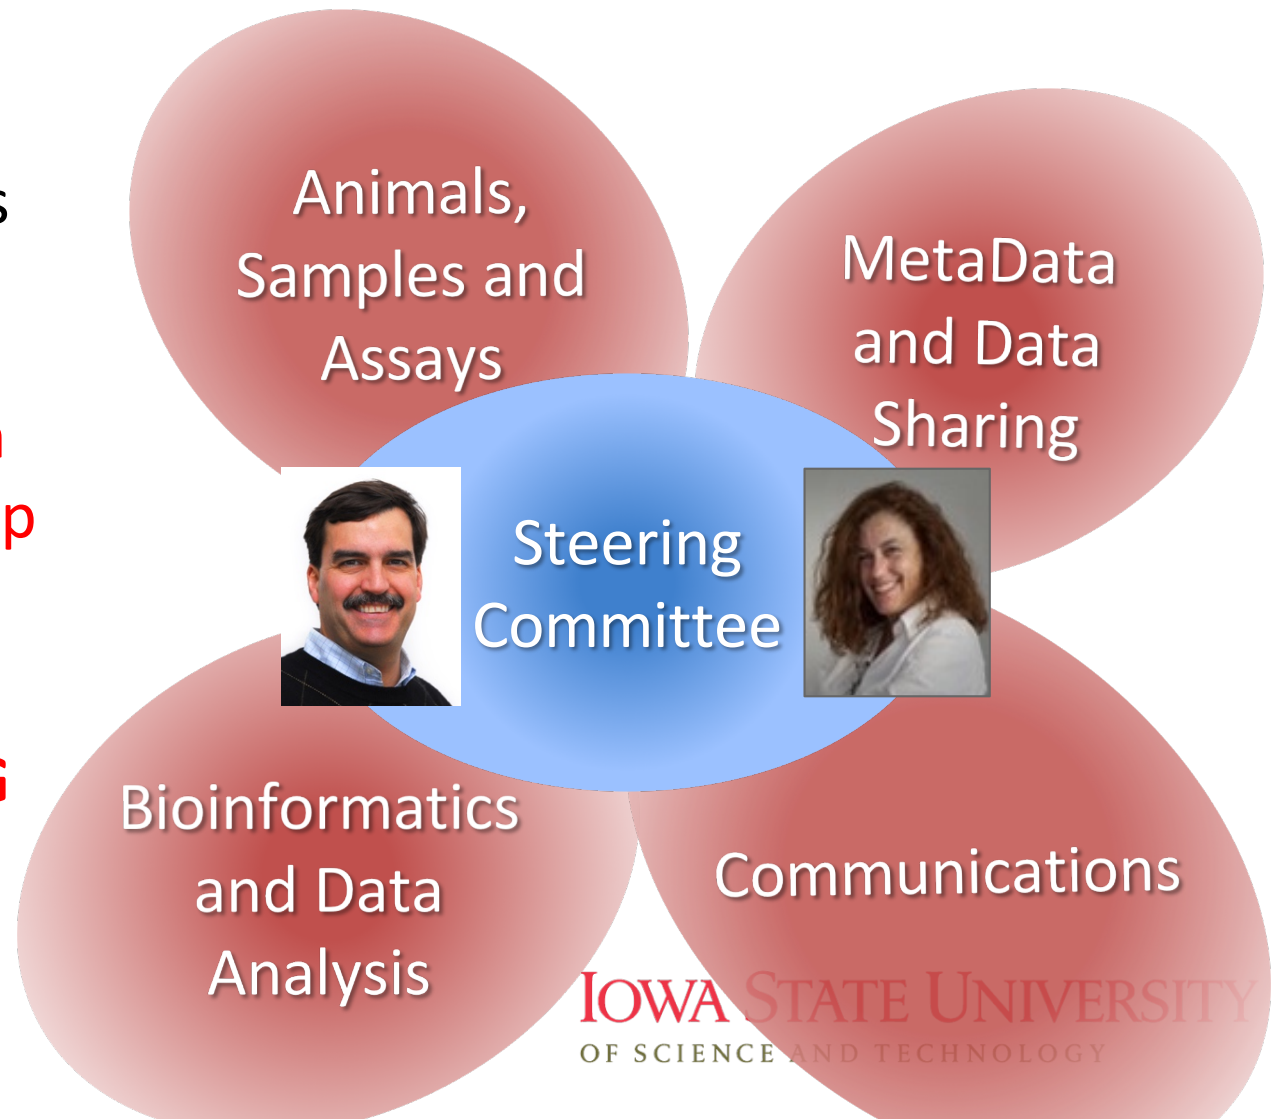 Animals,
Samples and
Assays
MetaData
and Data
Sharing
Steering
Committee
Bioinformatics
and Data
Analysis
Communications
IOWA STATE UNIVERSITY
OF SCIENCE AND TECHNOLOGY
s
p
G